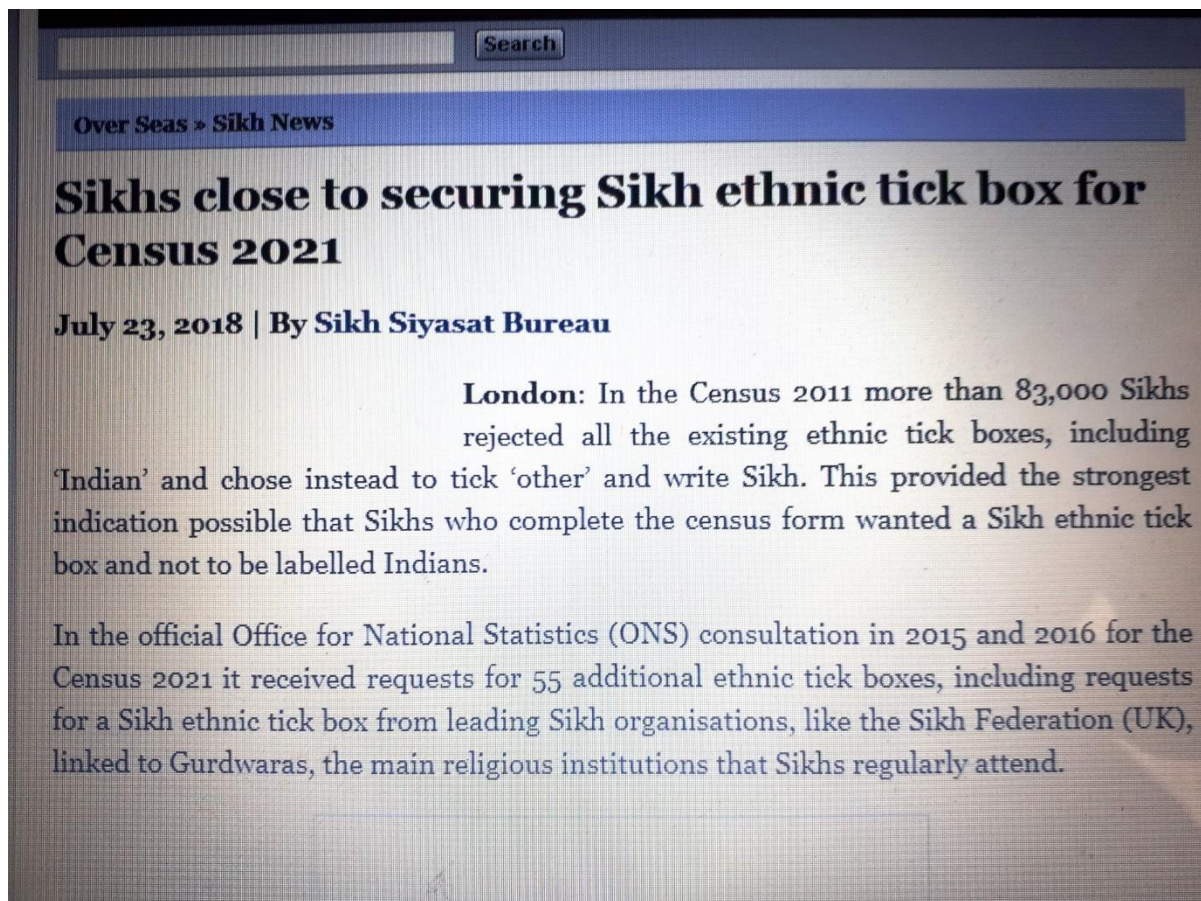 Search
Over Seas » Sikh News
Sikhs close to securing Sikh ethnic tick box for
Census 2021
July 23, 2018 | By Sikh Siyasat Bureau
London: In the Census 2011 more than 83,000 Sikhs
rejected all the existing ethnic tick boxes, including
‘Indian’ and chose instead to tick ‘other’ and write Sikh. This provided the strongest
indication possible that Sikhs who complete the census form wanted a Sikh ethnic tick
box and not to be labelled Indians.
In the official Office for National Statistics (ONS) consultation in 2015 and 2016 for the
Census 2021 it received requests for 55 additional ethnic tick boxes, including requests
for a Sikh ethnic tick box from leading Sikh organisations, like the Sikh Federation (UK),
linked to Gurdwaras, the main religious institutions that Sikhs regularly attend.